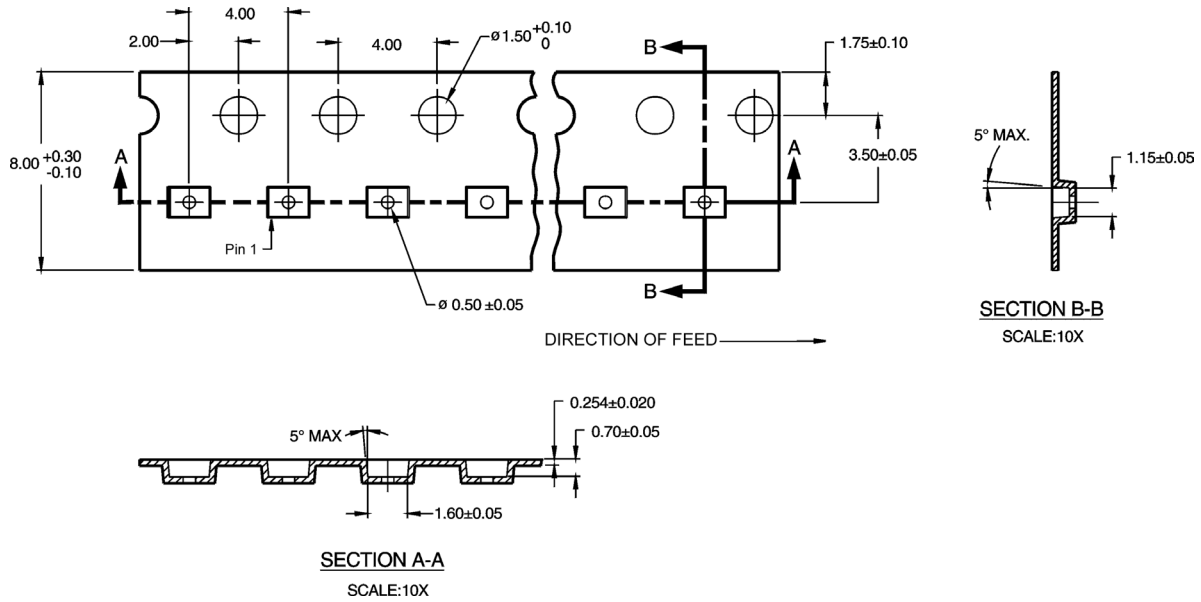 4.00
2.00
4.00
ø1.50 +0.10
0
B
1.75±0.10
8.00 +0.30
-0.10
A
A
3.50±0.05
5° MAX.
1.15±0.05
Pin 1
B
ø 0.50 ±0.05
SECTION B-B
SCALE:10X
DIRECTION OF FEED
5° MAX
0.254±0.020
0.70±0.05
1.60±0.05
SECTION A-A
SCALE:10X